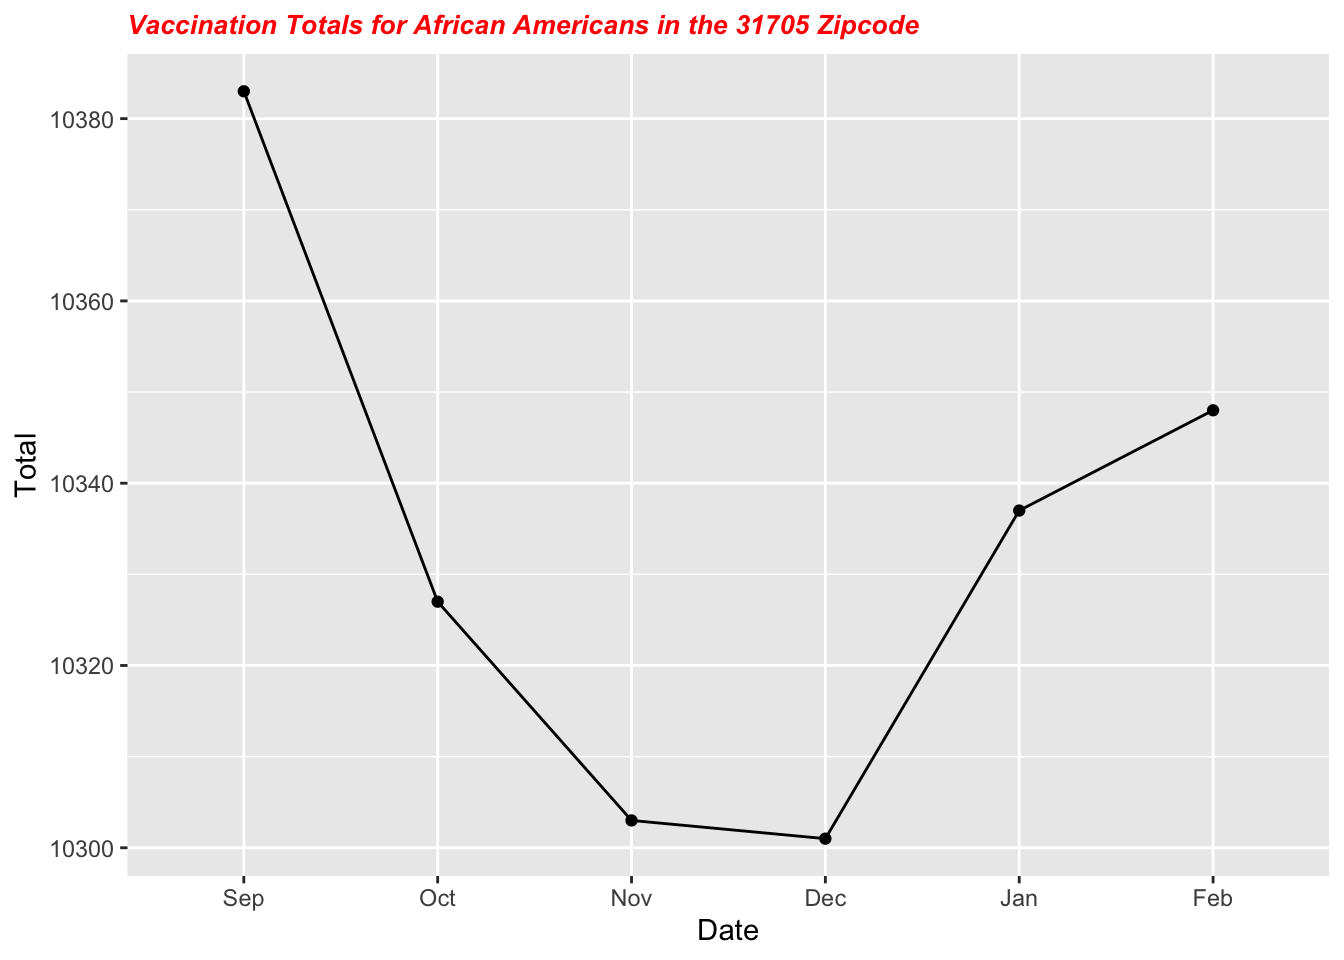 Vaccination Totals for African Americans in the 31705 Zipcode
10380
10360
10340
10320
10300
Total
Sep Oct Nov Dec Jan Feb
Date